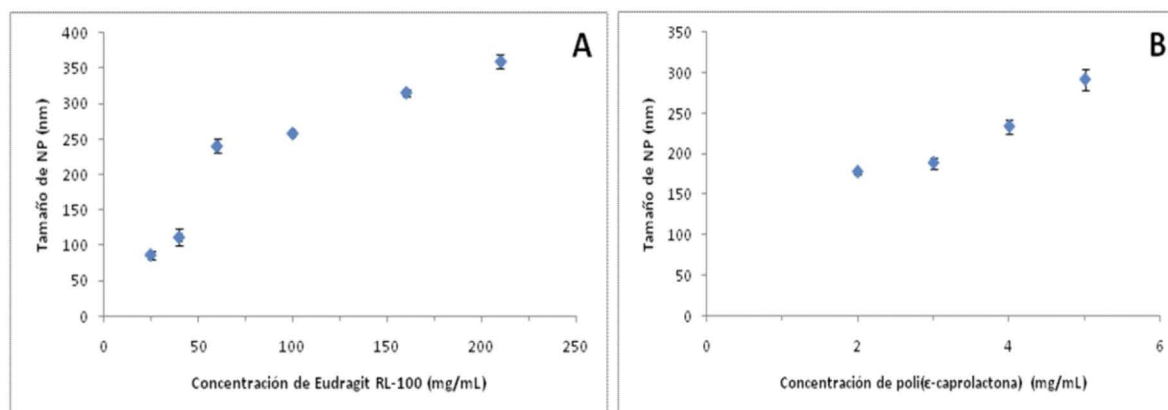 A
400
350
300
250
200
150
100
50
0
Tamaño de NP (nm)
0 50 100 150 200 250
Concentración de Eudragit RL-100 (mg/mL)
B
350
300
250
200
150
100
50
0
Tamaño de NP (nm)
0 2 4 6
Concentración de poli(ε-caprolactona) (mg/mL)